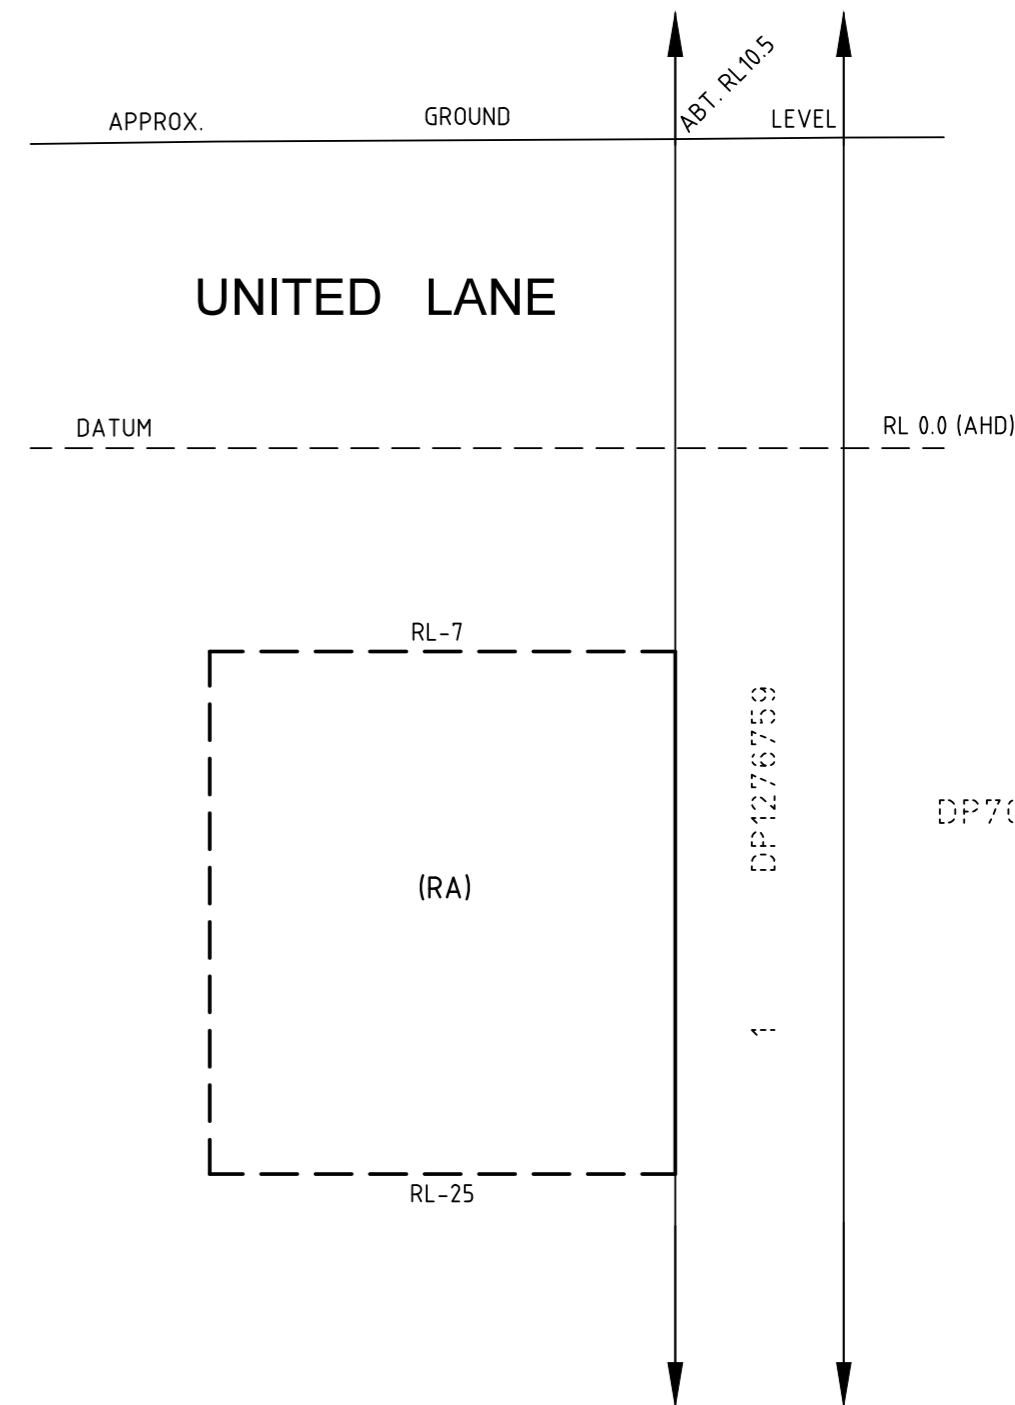 ABT. RL10.5
APPROX. GROUND LEVEL
UNITED LANE
DATUM
RL 0.0 (AHD)
RL-7
DP1276759
(RA)
1
RL-25